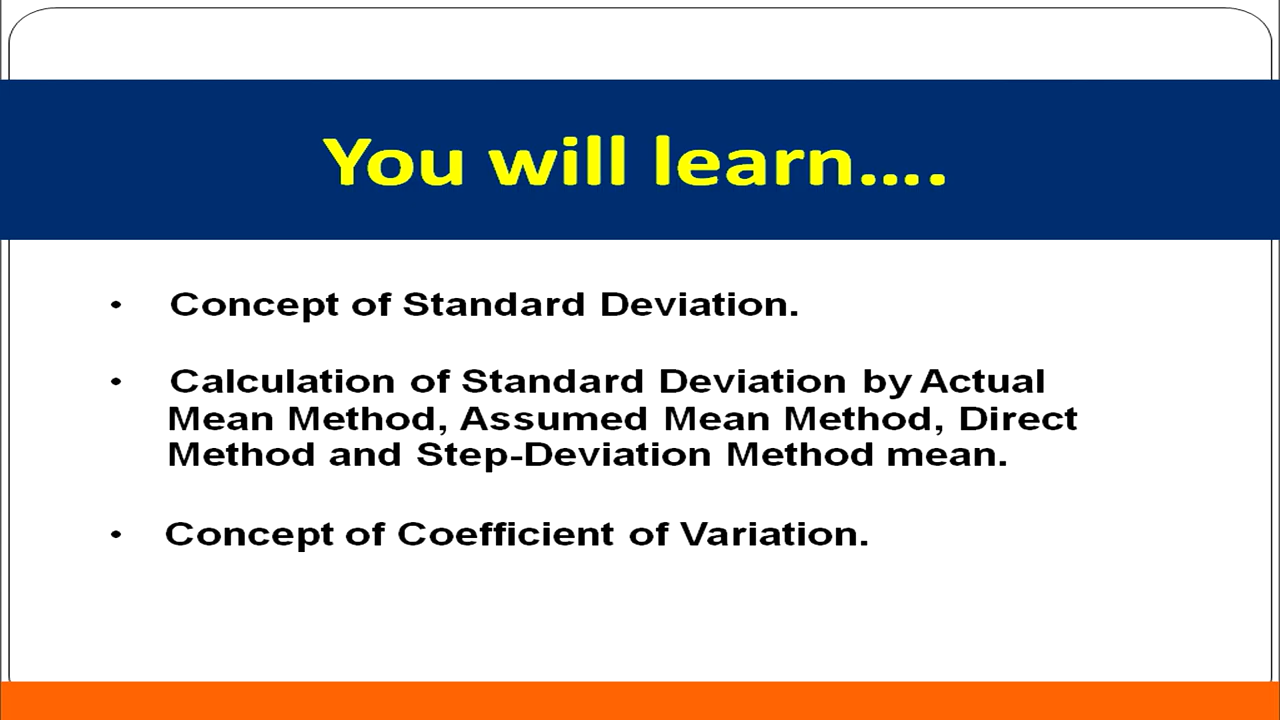 You will learn….
• Concept of Standard Deviation.
• Calculation of Standard Deviation by Actual
Mean Method, Assumed Mean Method, Direct
Method and Step-Deviation Method mean.
• Concept of Coefficient of Variation.